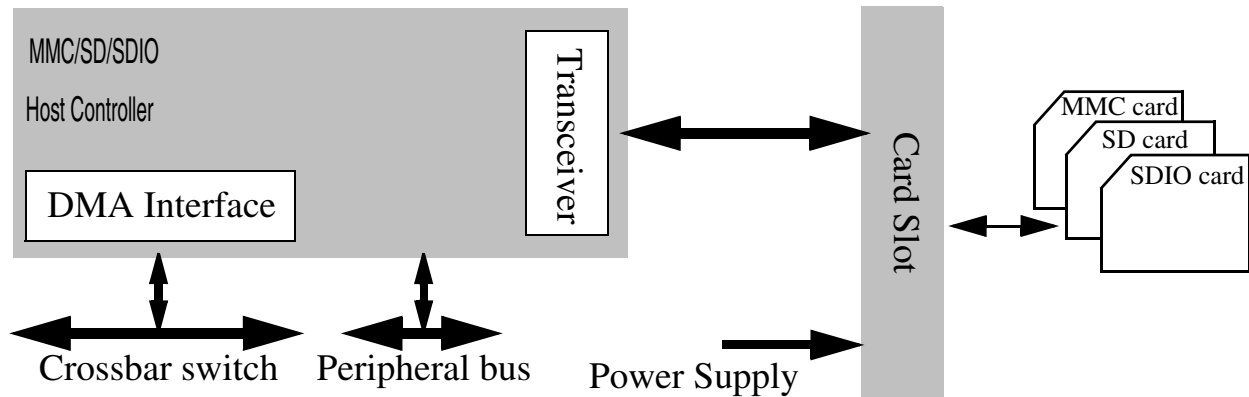 MMC/SD/SDIO
Host Controller
DMA Interface
Transceiver
Card Slot
MMC card
SD card
SDIO card
Crossbar switch
Peripheral bus
Power Supply